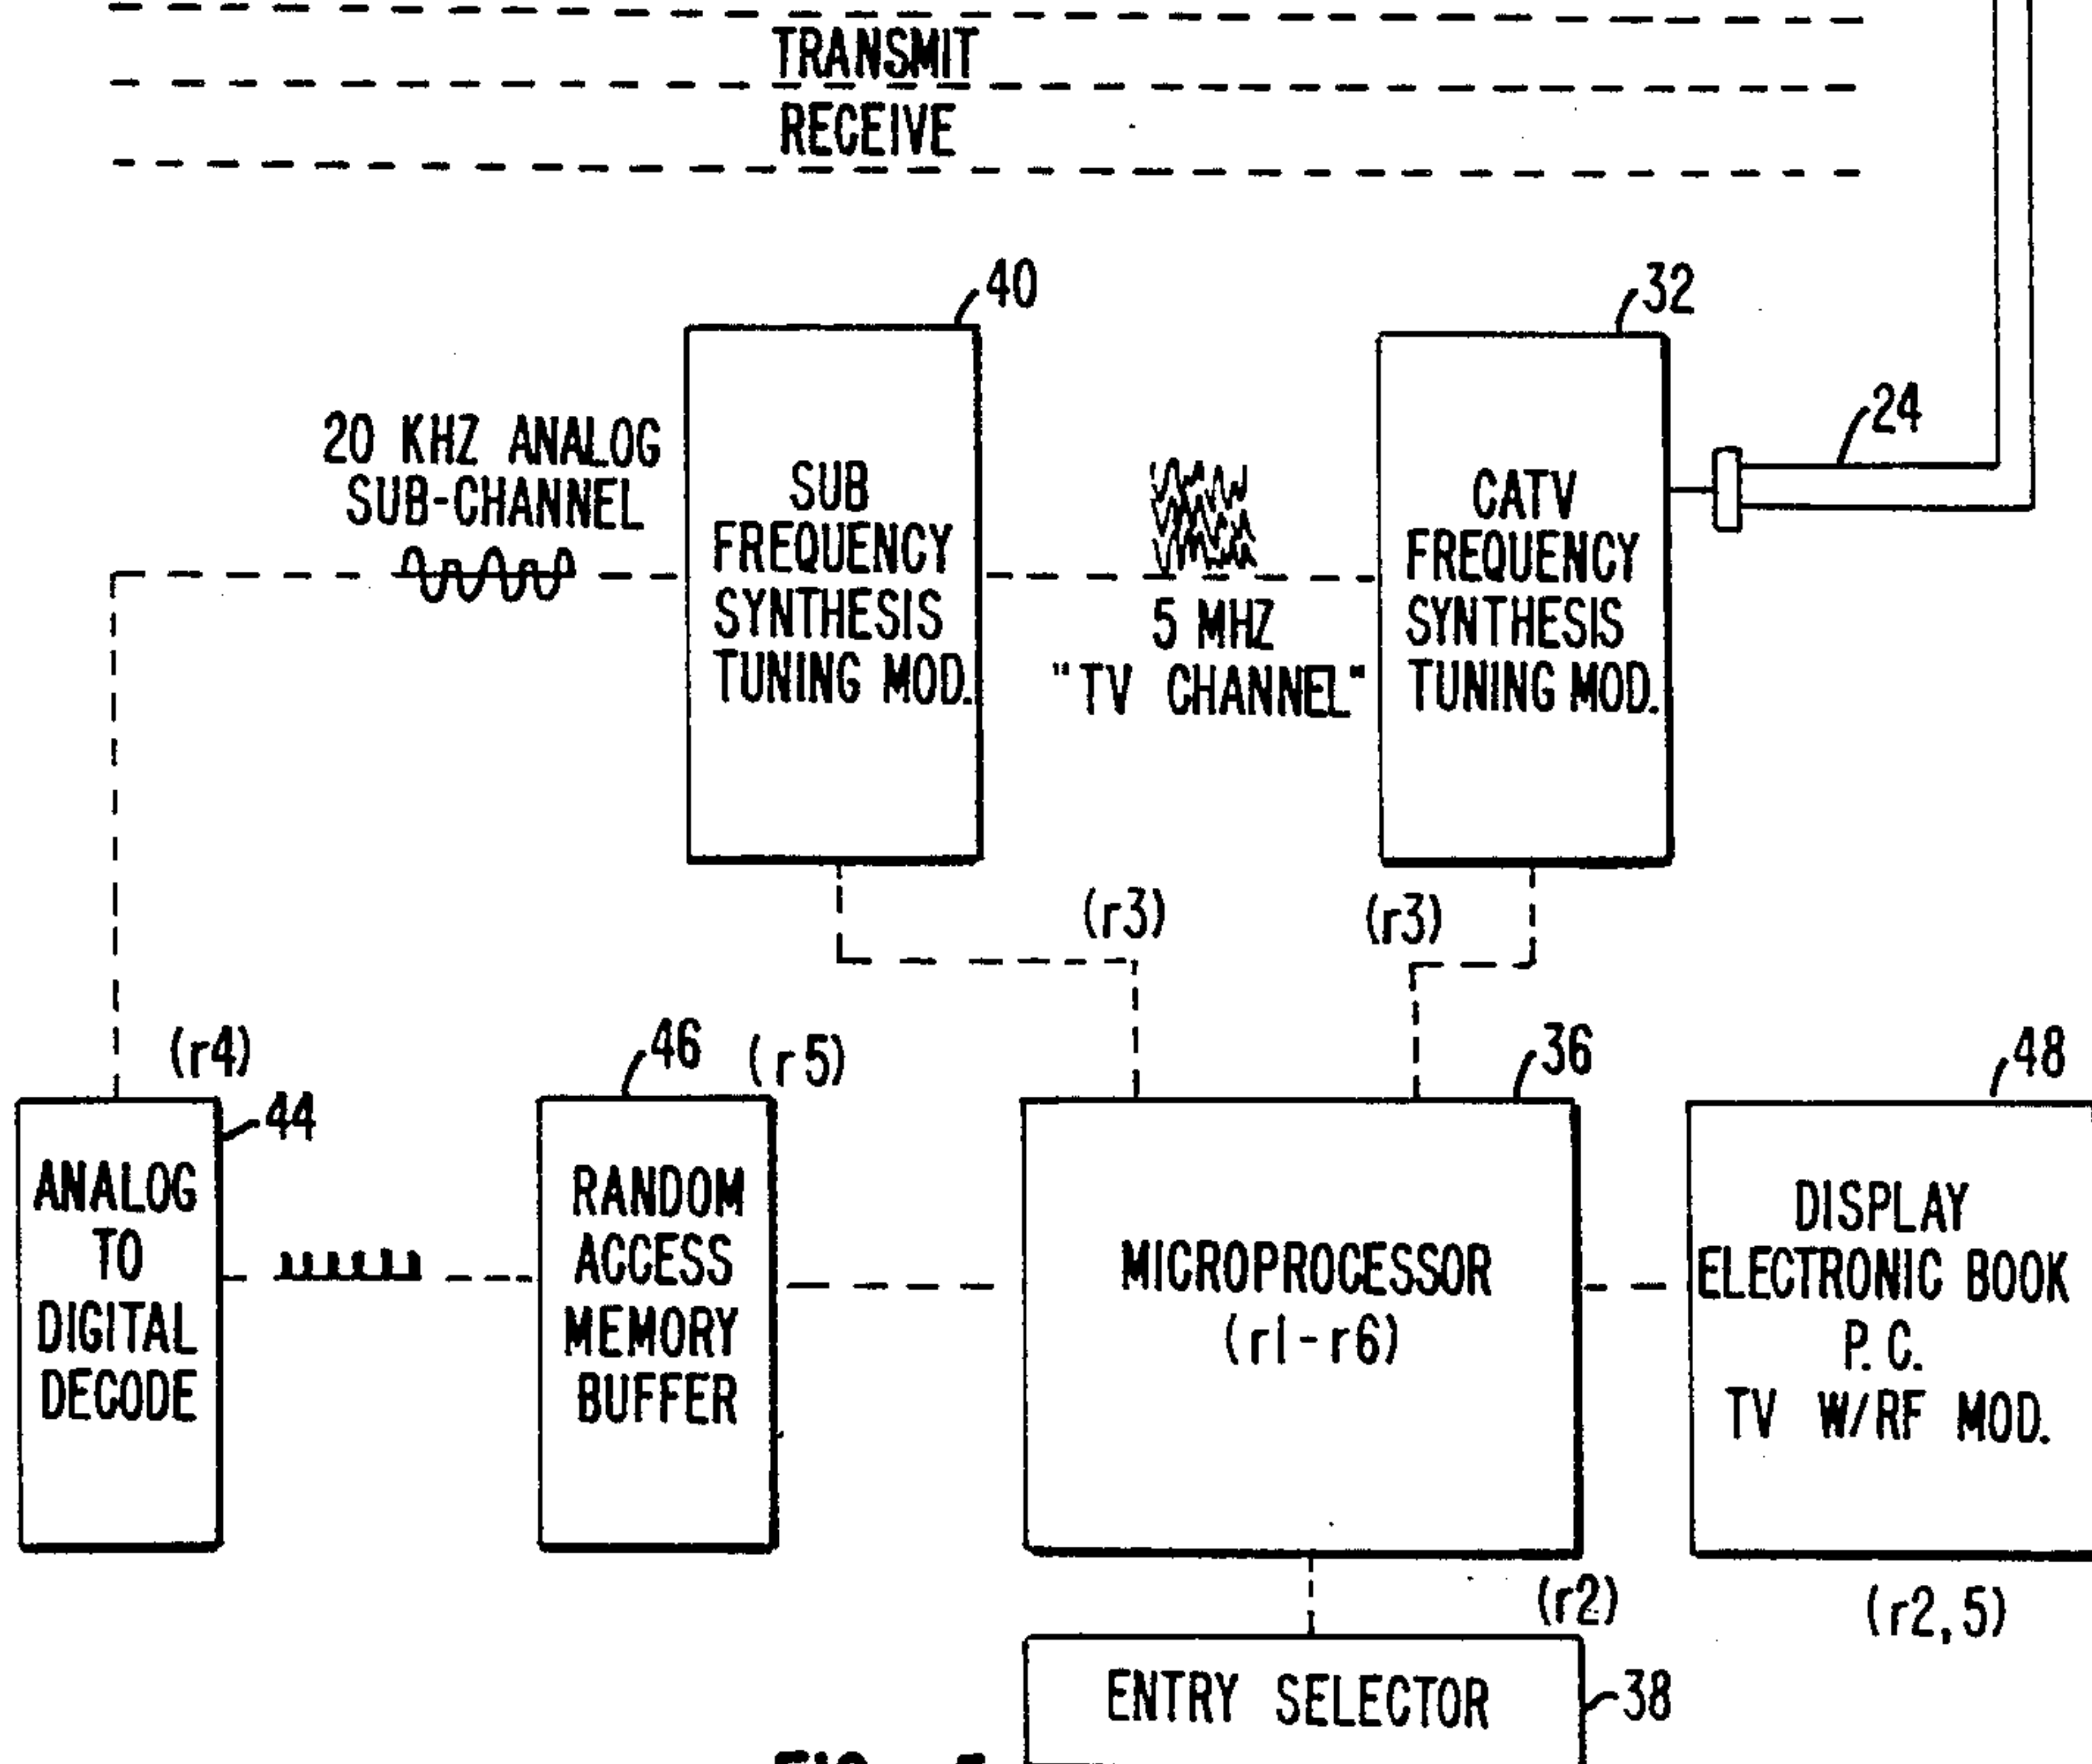 TRANSMIT
RECEIVE
40
32
24
20 KHZ ANALOG
SUB-CHANNEL
SUB
FREQUENCY
SYNTHESIS
TUNING MOD.
5 MHZ
"TV CHANNEL"
CATV
FREQUENCY
SYNTHESIS
TUNING MOD.
(r3)
(r3)
(r4)
44
46
(r5)
36
48
ANALOG
TO
DIGITAL
DECODE
RANDOM
ACCESS
MEMORY
BUFFER
MICROPROCESSOR
(r1-r6)
DISPLAY
ELECTRONIC BOOK
P.C.
TV W/RF MOD.
(r2)
(r2,5)
ENTRY SELECTOR
38